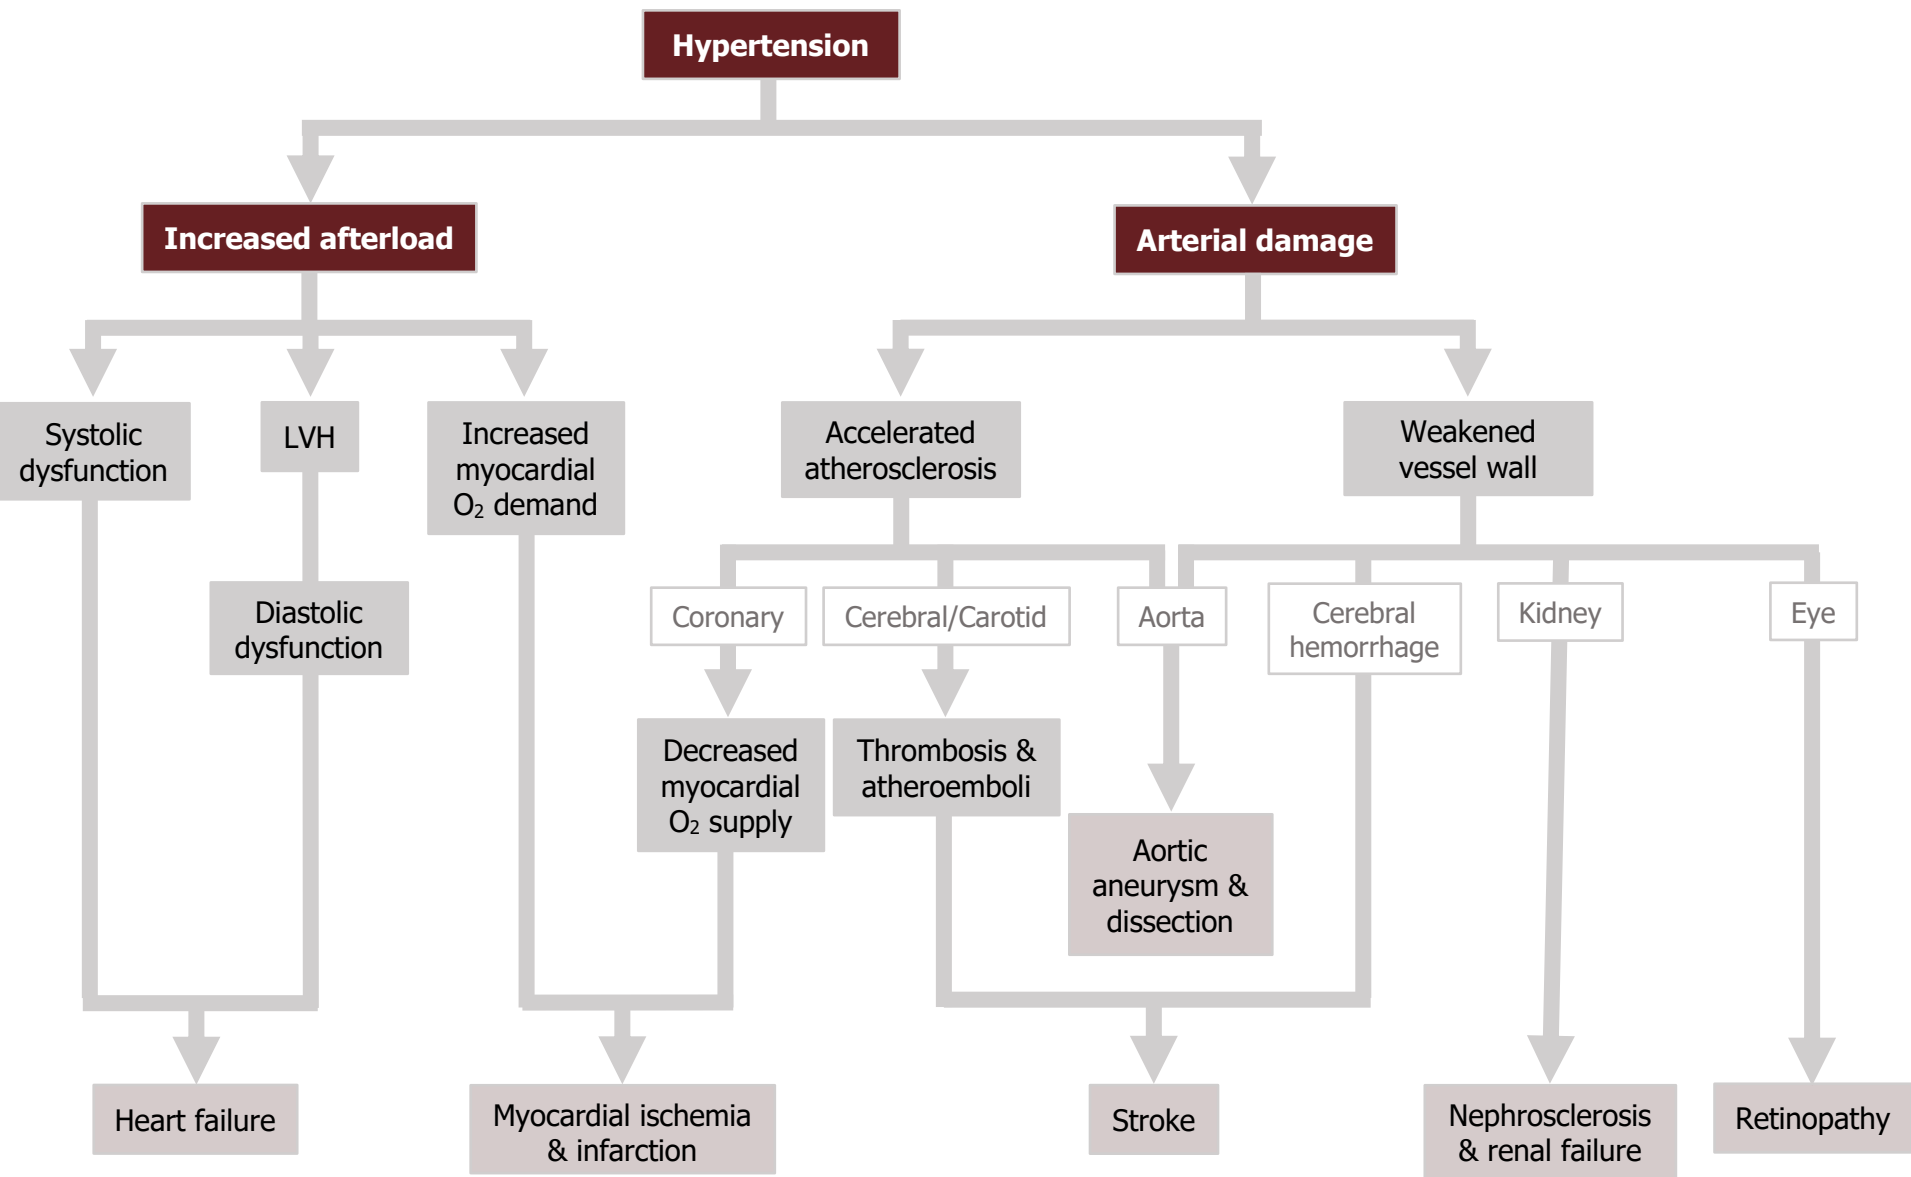 Hypertension
Increased afterload
Arterial damage
Systolic
dysfunction
LVH
Increased
myocardial
O₂ demand
Accelerated
atherosclerosis
Weakened
vessel wall
Diastolic
dysfunction
Coronary
Cerebral/Carotid
Aorta
Cerebral
hemorrhage
Kidney
Eye
Decreased
myocardial
O₂ supply
Thrombosis &
atheroemboli
Aortic
aneurysm &
dissection
Heart failure
Myocardial ischemia
& infarction
Stroke
Nephrosclerosis
& renal failure
Retinopathy